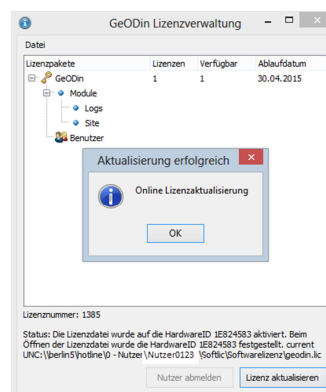 GeODin Lizenzverwaltung
Datei
Lizenzpakete Lizenzen Verfügbar Ablaufdatum
GeODin 1 1 30.04.2015
Module
Logs
Site
Benutzer
Aktualisierung erfolgreich
Online Lizenzaktualisierung
OK
Lizenznummer: 1385
Status: Die Lizenzdatei wurde auf die HardwareID 1E824583 aktiviert. Beim
Öffnen der Lizenzdatei wurde die HardwareID 1E824583 festgestellt. current
UNC:\\berlin5\hotline\0 - Nutzer\Nutzer0123 \Softlic\Softwarelizenz\geodin.lic
Nutzer abmelden Lizenz aktualisieren